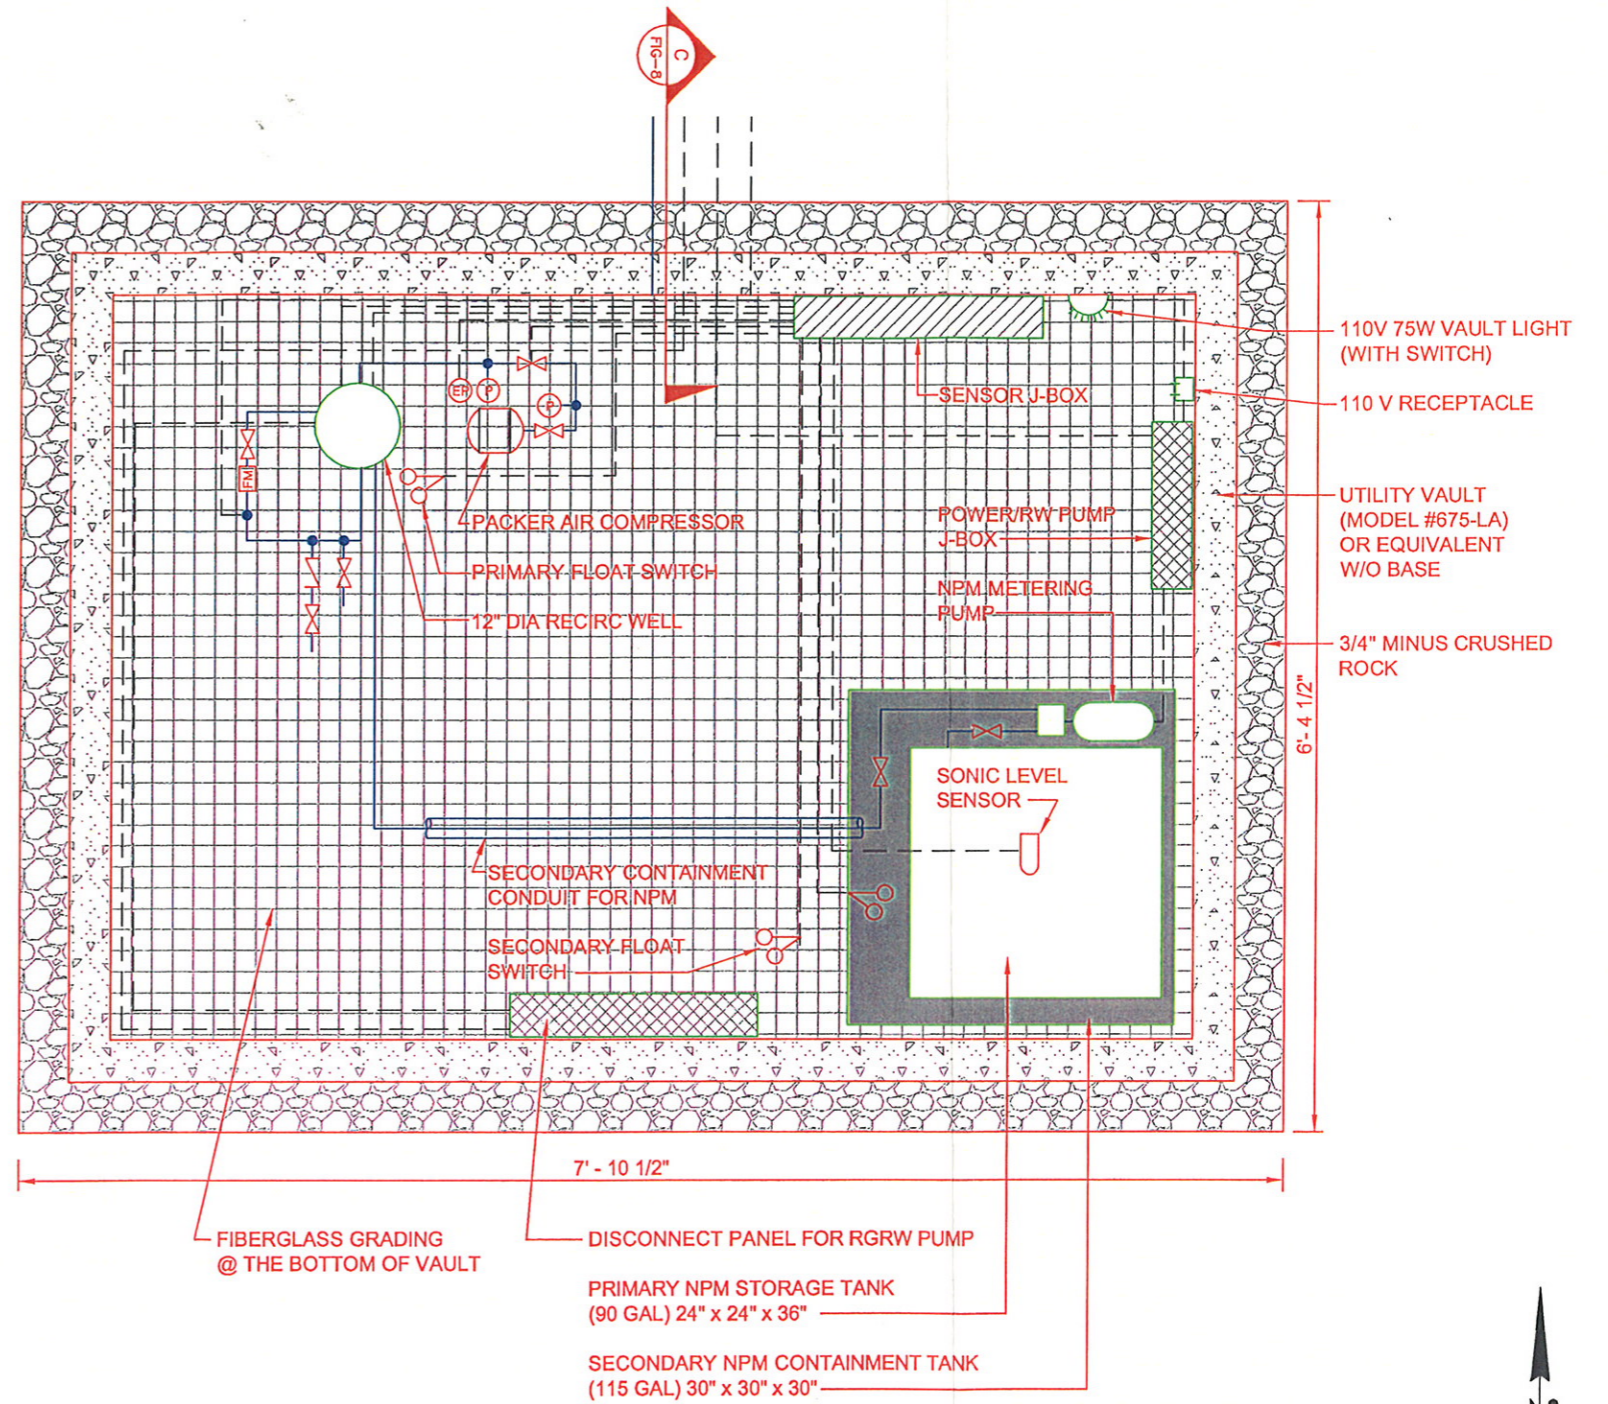 C
FIG-8
110V 75W VAULT LIGHT
(WITH SWITCH)
SENSOR J-BOX
110 V RECEPTACLE
EP
P
P
FM
PACKER AIR COMPRESSOR
PRIMARY FLOAT SWITCH
12" DIA RECIRC WELL
POWER/RW PUMP
J-BOX
NPM METERING
PUMP
UTILITY VAULT
(MODEL #675-LA)
OR EQUIVALENT
W/O BASE
3/4" MINUS CRUSHED
ROCK
6'- 4 1/2"
SONIC LEVEL
SENSOR
SECONDARY CONTAINMENT
CONDUIT FOR NPM
SECONDARY FLOAT
SWITCH
7' - 10 1/2"
FIBERGLASS GRADING
@ THE BOTTOM OF VAULT
DISCONNECT PANEL FOR RGRW PUMP
PRIMARY NPM STORAGE TANK
(90 GAL) 24" x 24" x 36"
SECONDARY NPM CONTAINMENT TANK
(115 GAL) 30" x 30" x 30"